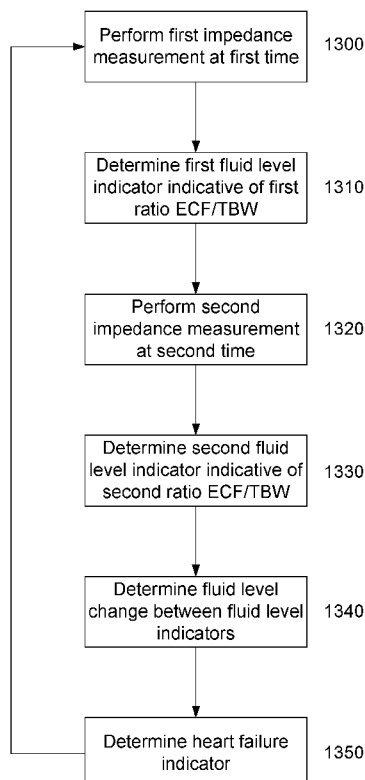 Perform first impedance
measurement at first time
1300
Determine first fluid level
indicator indicative of first
ratio ECF/TBW
1310
Perform second
impedance measurement
at second time
1320
Determine second fluid
level indicator indicative of
second ratio ECF/TBW
1330
Determine fluid level
change between fluid level
indicators
1340
Determine heart failure
indicator
1350